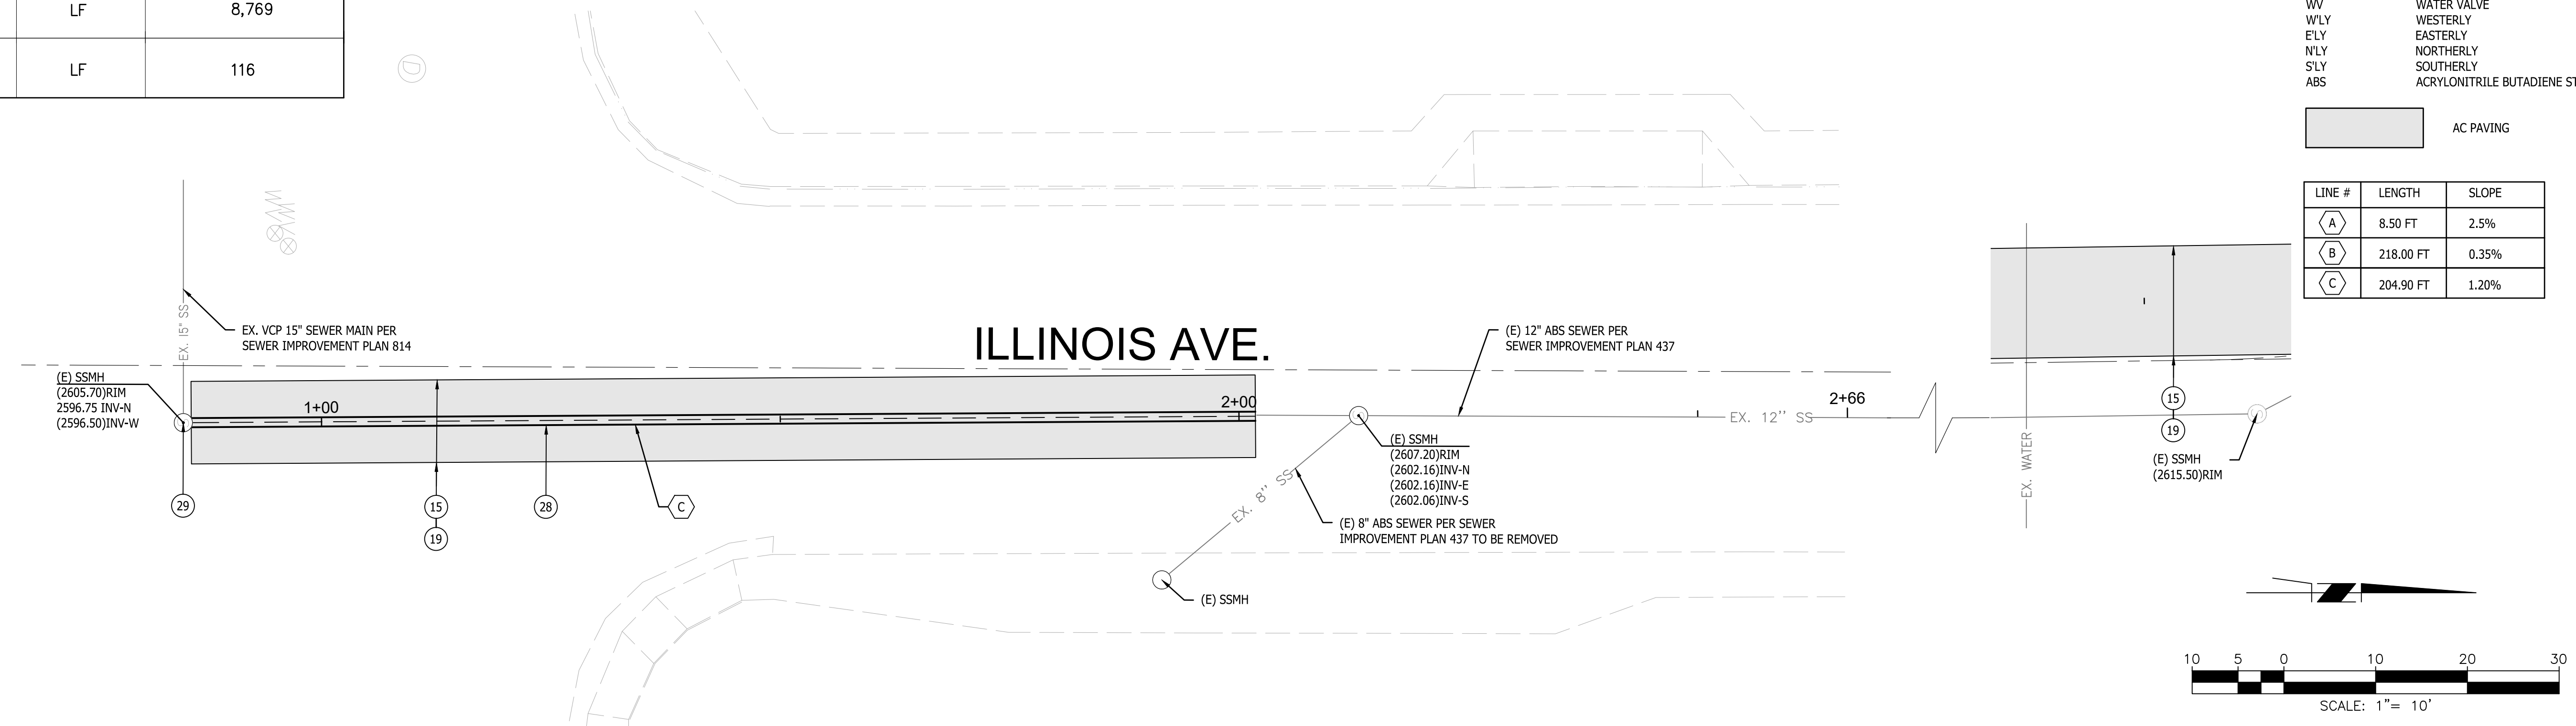 LF 8,769
LF 116
WV WATER VALVE
W'LY WESTERLY
E'LY EASTERLY
N'LY NORTHERLY
S'LY SOUTHERLY
ABS ACRYLONITRILE BUTADIENE ST
AC PAVING
LINE # LENGTH SLOPE
A 8.50 FT 2.5%
B 218.00 FT 0.35%
C 204.90 FT 1.20%
D
WV
WV
EX. 15" SS
EX. VCP 15" SEWER MAIN PER
SEWER IMPROVEMENT PLAN 814
ILLINOIS AVE.
(E) 12" ABS SEWER PER
SEWER IMPROVEMENT PLAN 437
(E) SSMH
(2605.70)RIM
2596.75 INV-N
(2596.50)INV-W
1+00
2+00
2+66
EX. 12'' SS
29
15
19
28
C
EX. 8'' SS
(E) SSMH
(2607.20)RIM
(2602.16)INV-N
(2602.16)INV-E
(2602.06)INV-S
(E) 8" ABS SEWER PER SEWER
IMPROVEMENT PLAN 437 TO BE REMOVED
(E) SSMH
EX. WATER
15
19
(E) SSMH
(2615.50)RIM
10 5 0 10 20 30
SCALE: 1"= 10'